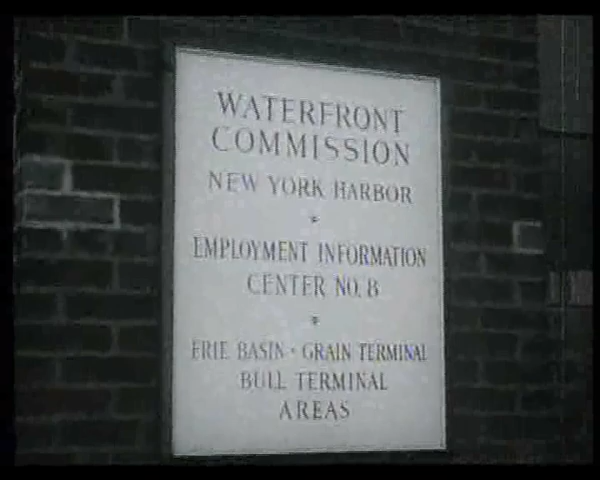 WATERFRONT
COMMISSION
NEW YORK HARBOR
EMPLOYMENT INFORMATION
CENTER NO. 8
ERIE BASIN • GRAIN TERMINAL
BULL TERMINAL
AREAS